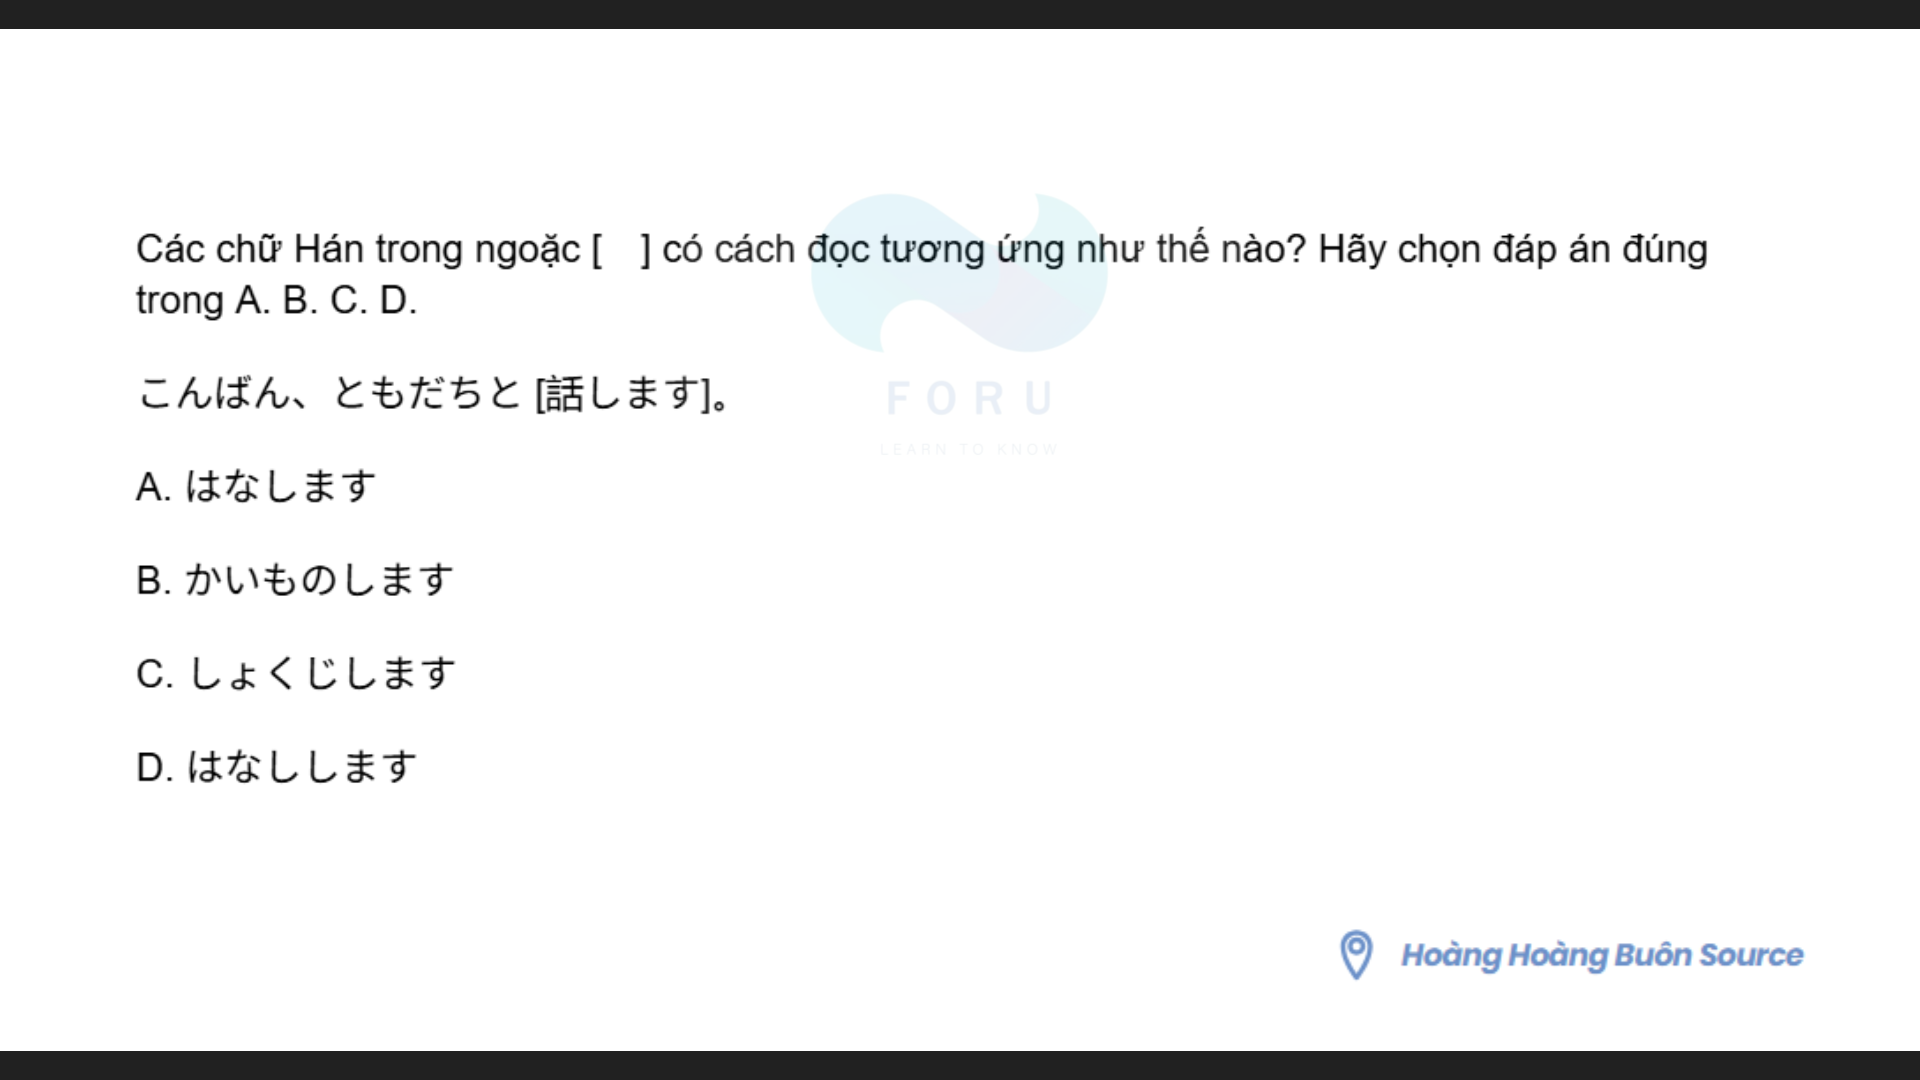 Các chữ Hán trong ngoặc [   ] có cách đọc tương ứng như thế nào? Hãy chọn đáp án đúng
trong A. B. C. D.
こんばん、ともだちと [話します]。
FORU
LEARN TO KNOW
A. はなします
B. かいものします
C. しょくじします
D. はなしします
Hoàng Hoàng Buôn Source